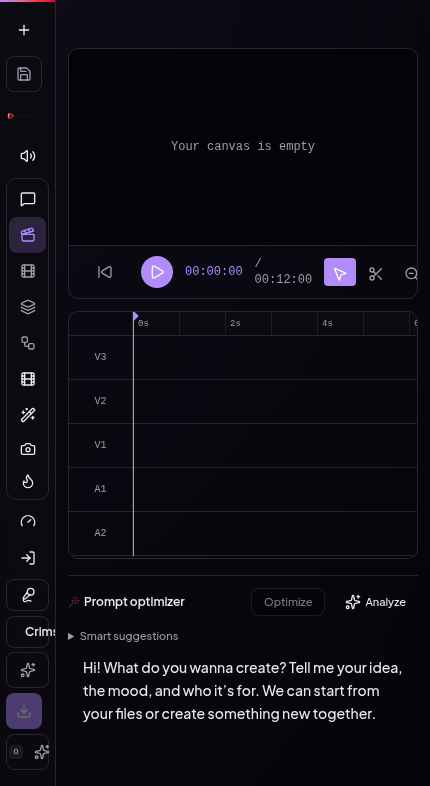 Your canvas is empty
00:00:00
/
00:12:00
0s
2s
4s
V3
V2
V1
A1
A2
Prompt optimizer
Optimize
Analyze
Smart suggestions
Crims
Hi! What do you wanna create? Tell me your idea,
the mood, and who it's for. We can start from
your files or create something new together.
0